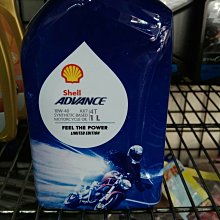 Shell
ADVANCE
10W-40 AX7 4T
SYNTHETIC BASED
MOTORCYCLE OIL 1 L
FEEL THE POWER
LIMITED EDITION